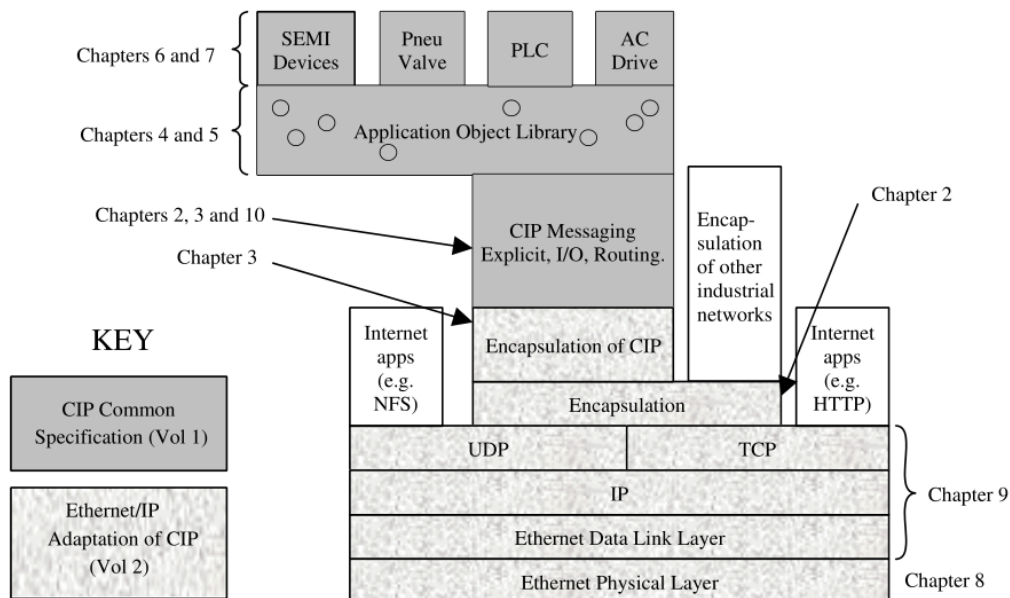 Chapters 6 and 7
SEMI
Devices
Pneu
Valve
PLC
AC
Drive
Chapters 4 and 5
Application Object Library
Chapters 2, 3 and 10
Chapter 3
CIP Messaging
Explicit, I/O, Routing.
Encap-
sulation
of other
industrial
networks
Chapter 2
KEY
CIP Common
Specification (Vol 1)
Ethernet/IP
Adaptation of CIP
(Vol 2)
Internet
apps
(e.g.
NFS)
Encapsulation of CIP
Internet
apps
(e.g.
HTTP)
Encapsulation
UDP
TCP
IP
Ethernet Data Link Layer
Chapter 9
Ethernet Physical Layer
Chapter 8